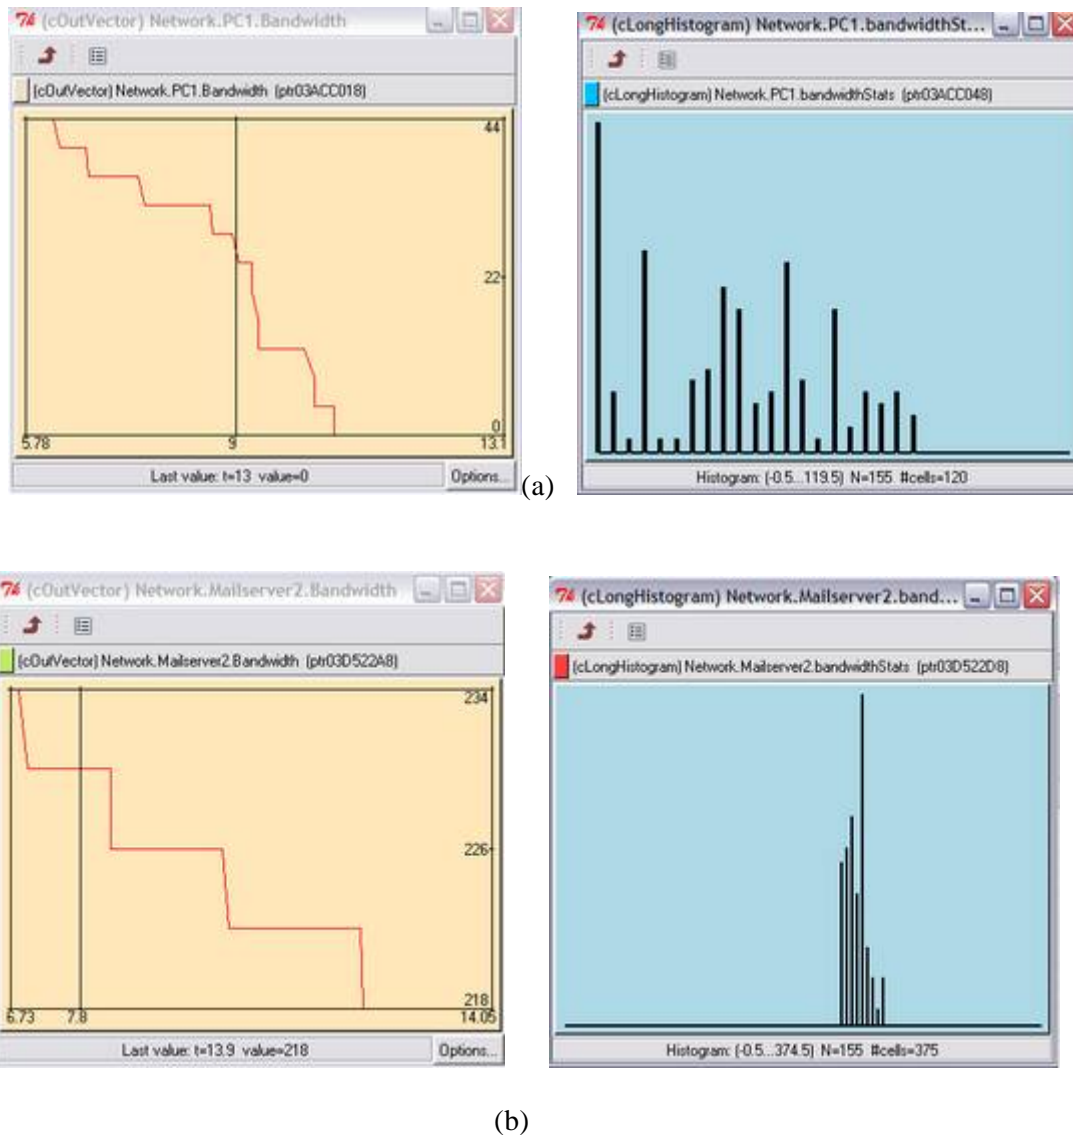 (cOutVector) Network.PC1.Bandwidth
(cOutVector) Network.PC1.Bandwidth (ptr03ACC018)
44
22
0
5.78 9 13.1
Last value: t=13 value=0 Options...
(cLongHistogram) Network.PC1.bandwidthSt...
(cLongHistogram) Network.PC1.bandwidthStats (ptr03ACC048)
Histogram: (-0.5...119.5) N=155 #cells=120
(a)
(cOutVector) Network.Mailserver2.Bandwidth
(cOutVector) Network.Mailserver2.Bandwidth (ptr03D522A8)
234
226
218
6.73 7.8 14.05
Last value: t=13.9 value=218 Options...
(cLongHistogram) Network.Mailserver2.band...
(cLongHistogram) Network.Mailserver2.bandwidthStats (ptr03D522D8)
Histogram: (-0.5...374.5) N=155 #cells=375
(b)